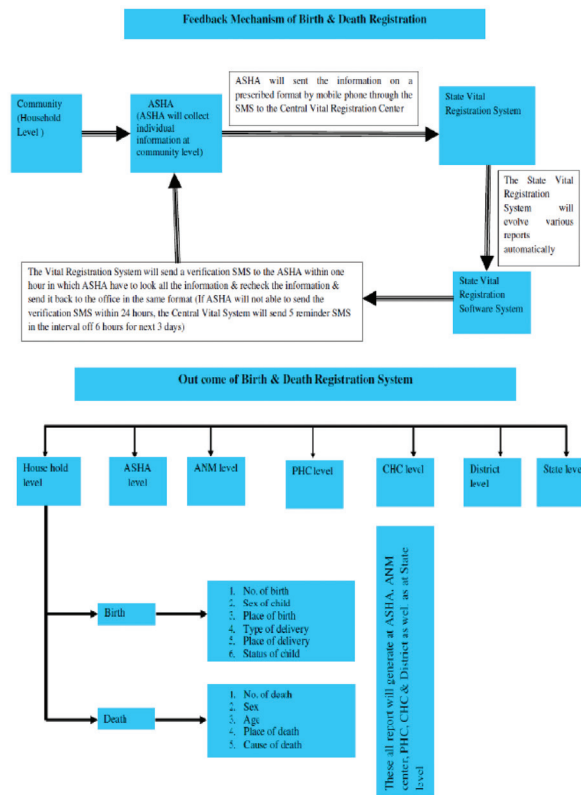 Feedback Mechanism of Birth & Death Registration
ASHA will sent the information on a
prescribed format by mobile phone through the
SMS to the Central Vital Registration Center
Community
(Household
Level )
ASHA
(ASHA will collect
individual
information at
community level)
State Vital
Registration System
The State Vital
Registration
System will
evolve various
reports
automatically
The Vital Registration System will send a verification SMS to the ASHA within one
hour in which ASHA have to look all the information & recheck the information &
send it back to the office in the same format (If ASHA will not able to send the
verification SMS within 24 hours, the Central Vital System will send 5 reminder SMS
in the interval off 6 hours for next 3 days)
State Vital
Registration
Software System
Out come of Birth & Death Registration System
House hold
level
ASHA
level
ANM level
PHC level
CHC level
District
level
State level
Birth
1. No. of birth
2. Sex of child
3. Place of birth
4. Type of delivery
5. Place of delivery
6. Status of child
Death
1. No. of death
2. Sex
3. Age
4. Place of death
5. Cause of death
These all report will generate at ASHA, ANM
center, PHC, CHC & District as well as at State
level